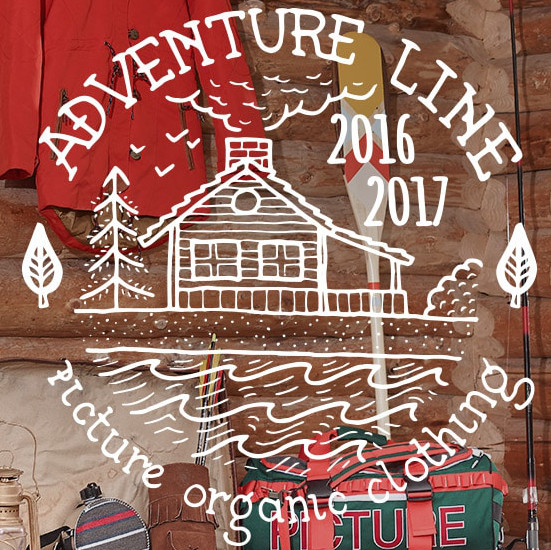 ADVENTURE LINE
2016
2017
Picture organic clothing
PICTURE